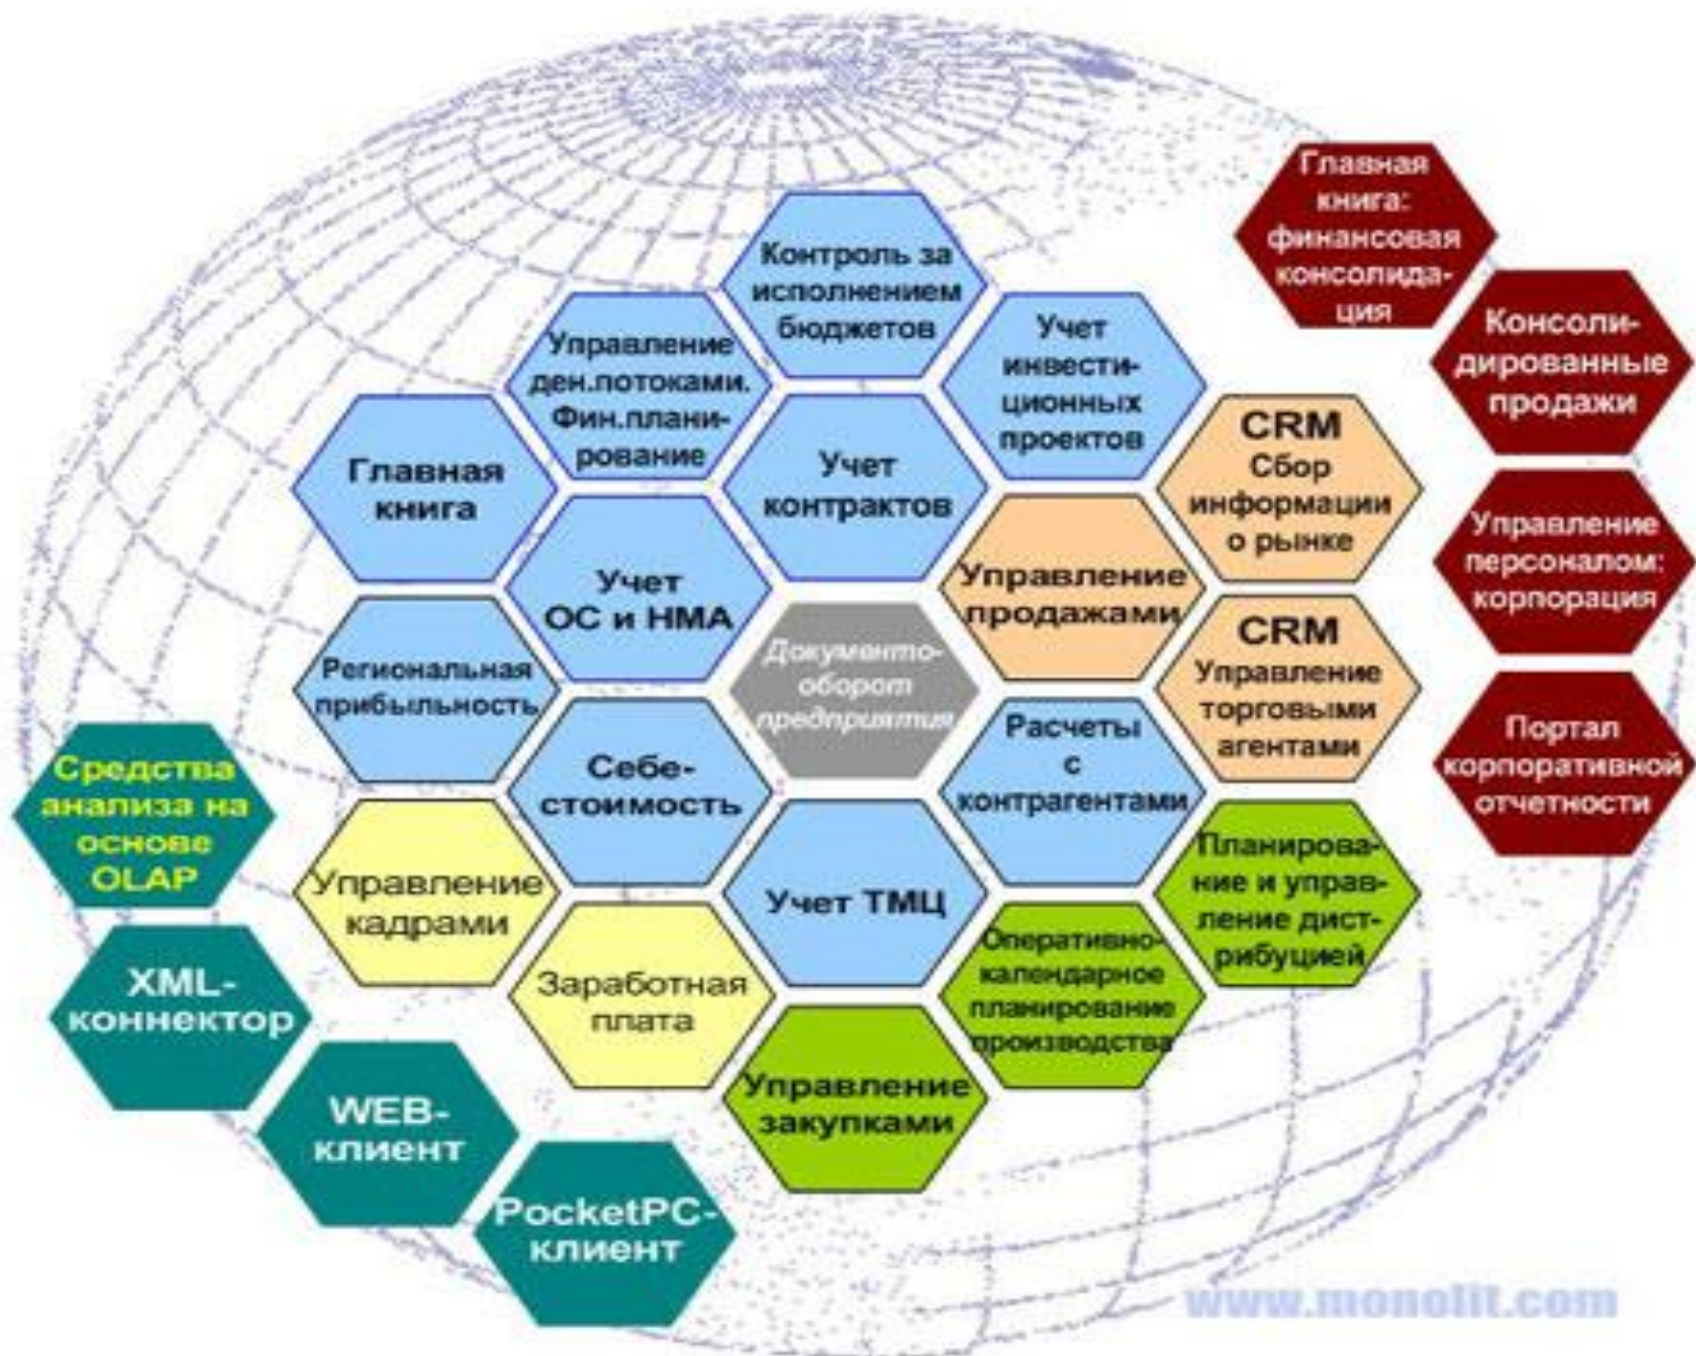 Главная
книга:
финансовая
консолида-
ция
Консоли-
дированные
продажи
Управление
персоналом:
корпорация
Портал
корпоративной
отчетности
Контроль за
исполнением
бюджетов
Управление
ден.потоками.
Фин.плани-
рование
Учет
инвести-
ционных
проектов
Главная
книга
Учет
контрактов
CRM
Сбор
информации
о рынке
Учет
ОС и НМА
Управление
продажами
Региональная
прибыльность
Документо-
оборот
предприятия
CRM
Управление
торговыми
агентами
Себе-
стоимость
Расчеты
с
контрагентами
Средства
анализа на
основе
OLAP
Управление
кадрами
Учет ТМЦ
Планирова-
ние и управ-
ление дист-
рибуцией
XML-
коннектор
Заработная
плата
Оперативно-
календарное
планирование
производства
WEB-
клиент
Управление
закупками
PocketPC-
клиент
www.monolit.com